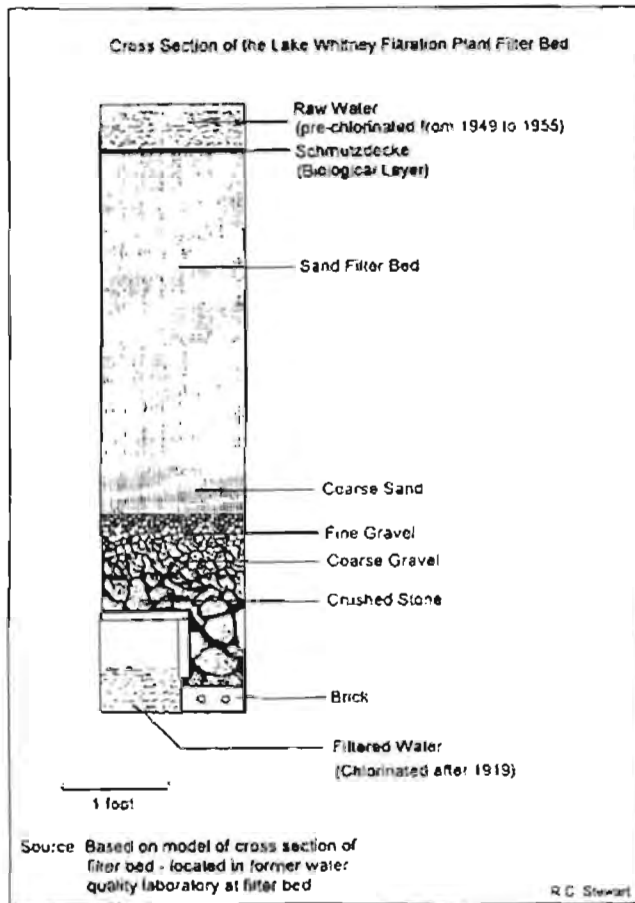 Cross Section of the Lake Whitney Filtration Plant Filter Bed
Raw Water
(pre-chlorinated from 1949 to 1955)
Schmutzdecke
(Biological Layer)
Sand Filter Bed
Coarse Sand
Fine Gravel
Coarse Gravel
Crushed Stone
Brick
Filtered Water
(Chlorinated after 1919)
1 foot
Source Based on model of cross section of
filter bed - located in former water
quality laboratory at filter bed
R.C. Stewart